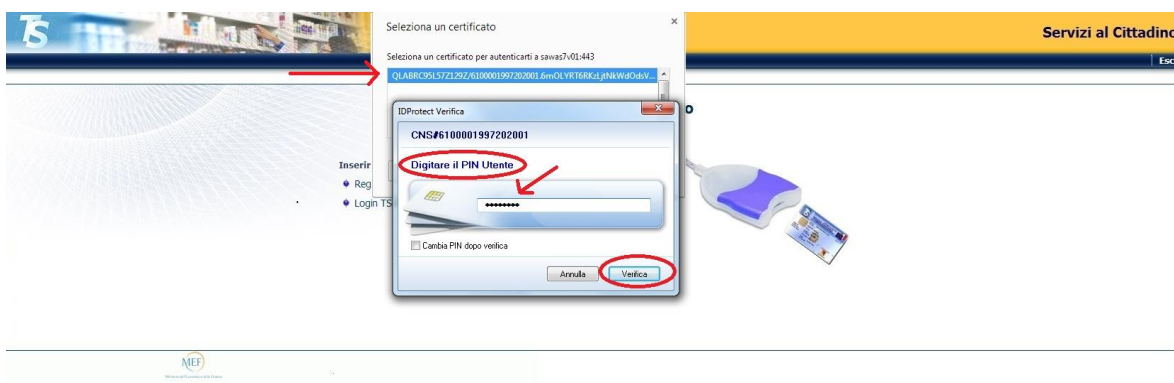 TS
Servizi al Cittadino
Esc
Seleziona un certificato
Seleziona un certificato per autenticarti a sawas7v01:443
QLABRC95L57Z129Z/6100001997202001.6mOLYRT6RKzLjtNkWdOdsV...
IDProtect Verifica
CNS#6100001997202001
Digitare il PIN Utente
Cambia PIN dopo verifica
Annulla
Verifica
o
Inserir
Reg
Login TS
MEF